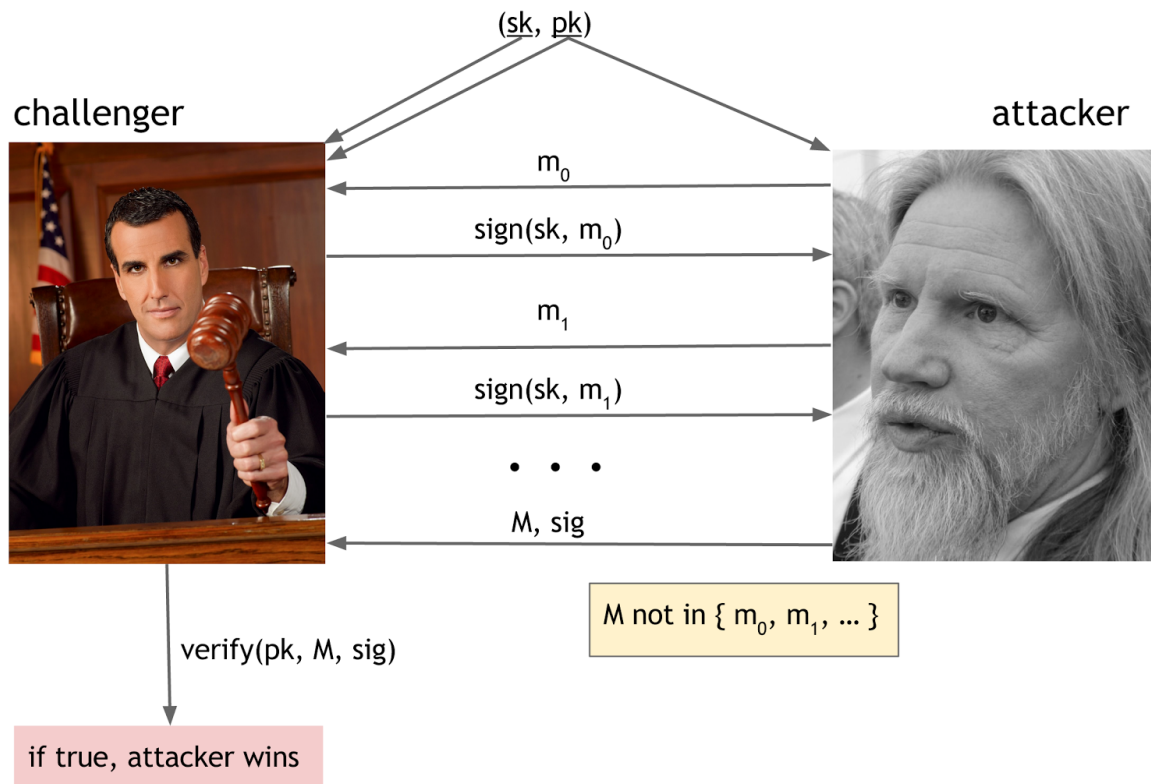 (sk, pk)
challenger
attacker
m₀
sign(sk, m₀)
m₁
sign(sk, m₁)
• • •
M, sig
M not in { m₀, m₁, ... }
verify(pk, M, sig)
if true, attacker wins